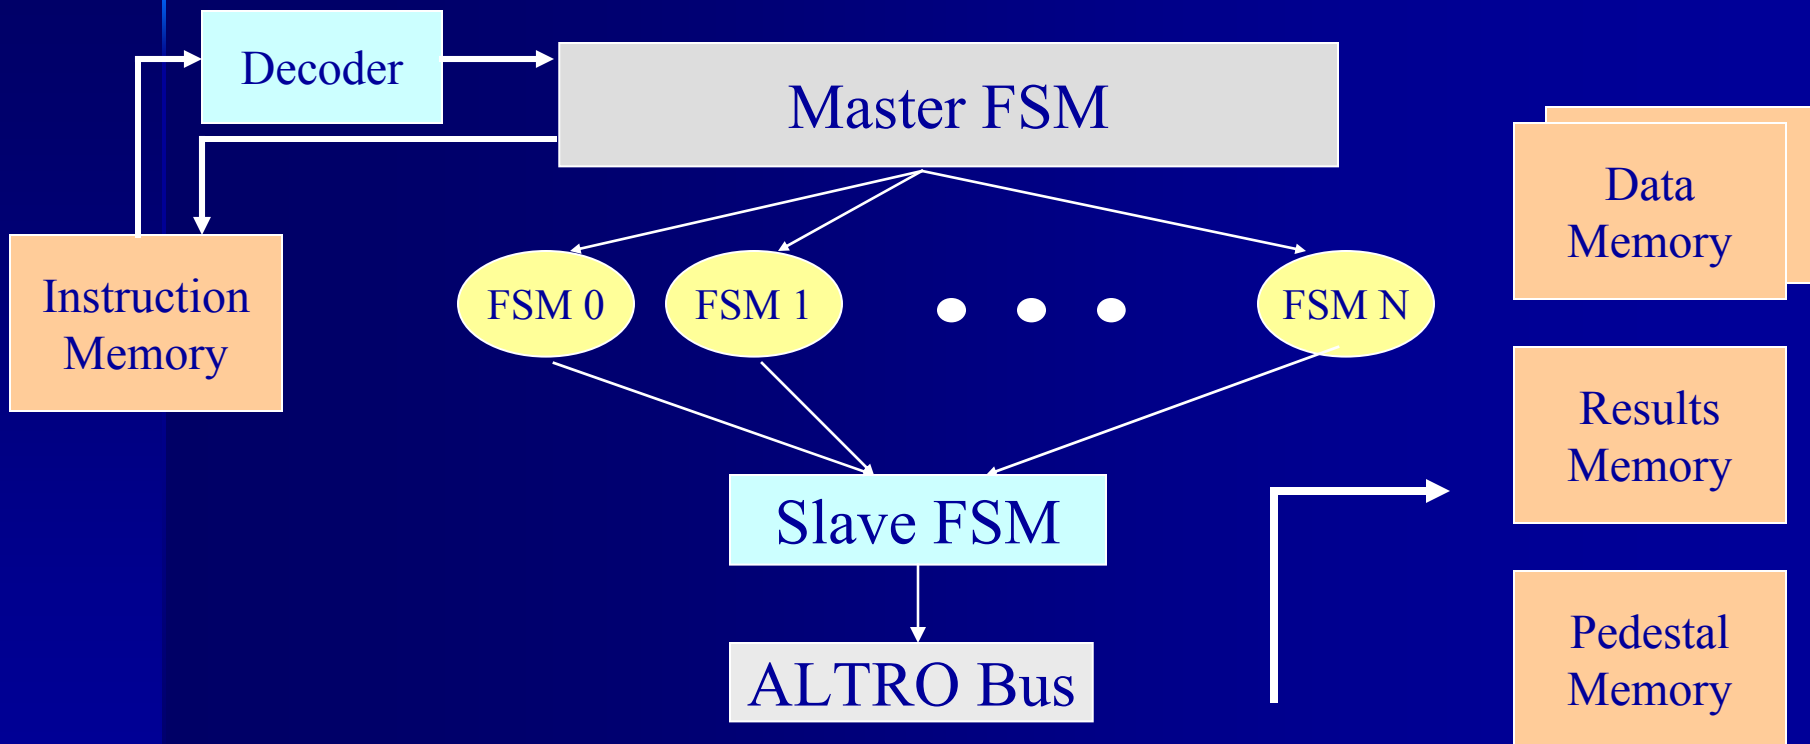 Decoder
Master FSM
Data
Memory
Instruction
Memory
FSM 0
FSM 1
FSM N
Results
Memory
Slave FSM
Pedestal
Memory
ALTRO Bus